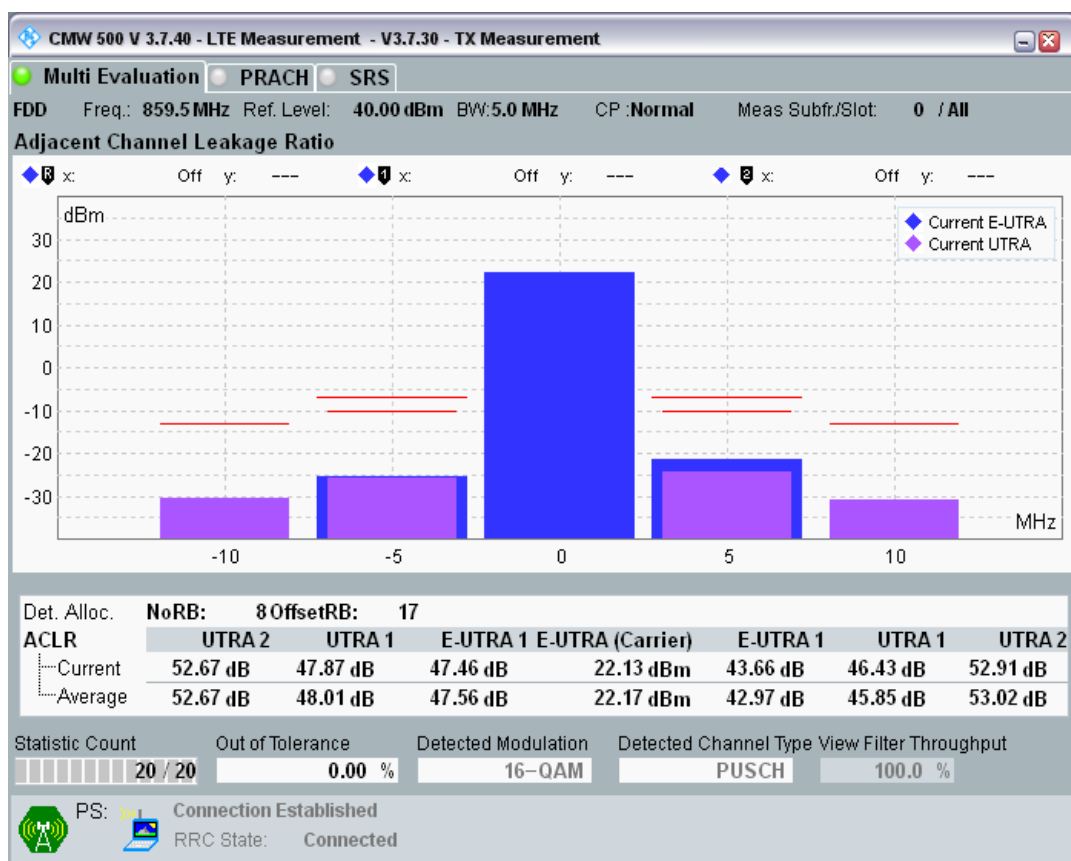 CMW 500 V 3.7.40 - LTE Measurement - V3.7.30 - TX Measurement
Multi Evaluation PRACH SRS
FDD Freq.: 859.5 MHz Ref. Level: 40.00 dBm BW:5.0 MHz CP :Normal Meas Subfr./Slot: 0 / All
Adjacent Channel Leakage Ratio
R x: Off y: --- 1 x: Off y: --- 2 x: Off y: ---
dBm
Current E-UTRA
Current UTRA
30
20
10
0
-10
-20
-30
MHz
-10 -5 0 5 10
Det. Alloc. NoRB: 8 OffsetRB: 17
ACLR UTRA 2 UTRA 1 E-UTRA 1 E-UTRA (Carrier) E-UTRA 1 UTRA 1 UTRA 2
Current 52.67 dB 47.87 dB 47.46 dB 22.13 dBm 43.66 dB 46.43 dB 52.91 dB
Average 52.67 dB 48.01 dB 47.56 dB 22.17 dBm 42.97 dB 45.85 dB 53.02 dB
Statistic Count Out of Tolerance Detected Modulation Detected Channel Type View Filter Throughput
20 / 20 0.00 % 16-QAM PUSCH 100.0 %
PS: Connection Established
RRC State: Connected